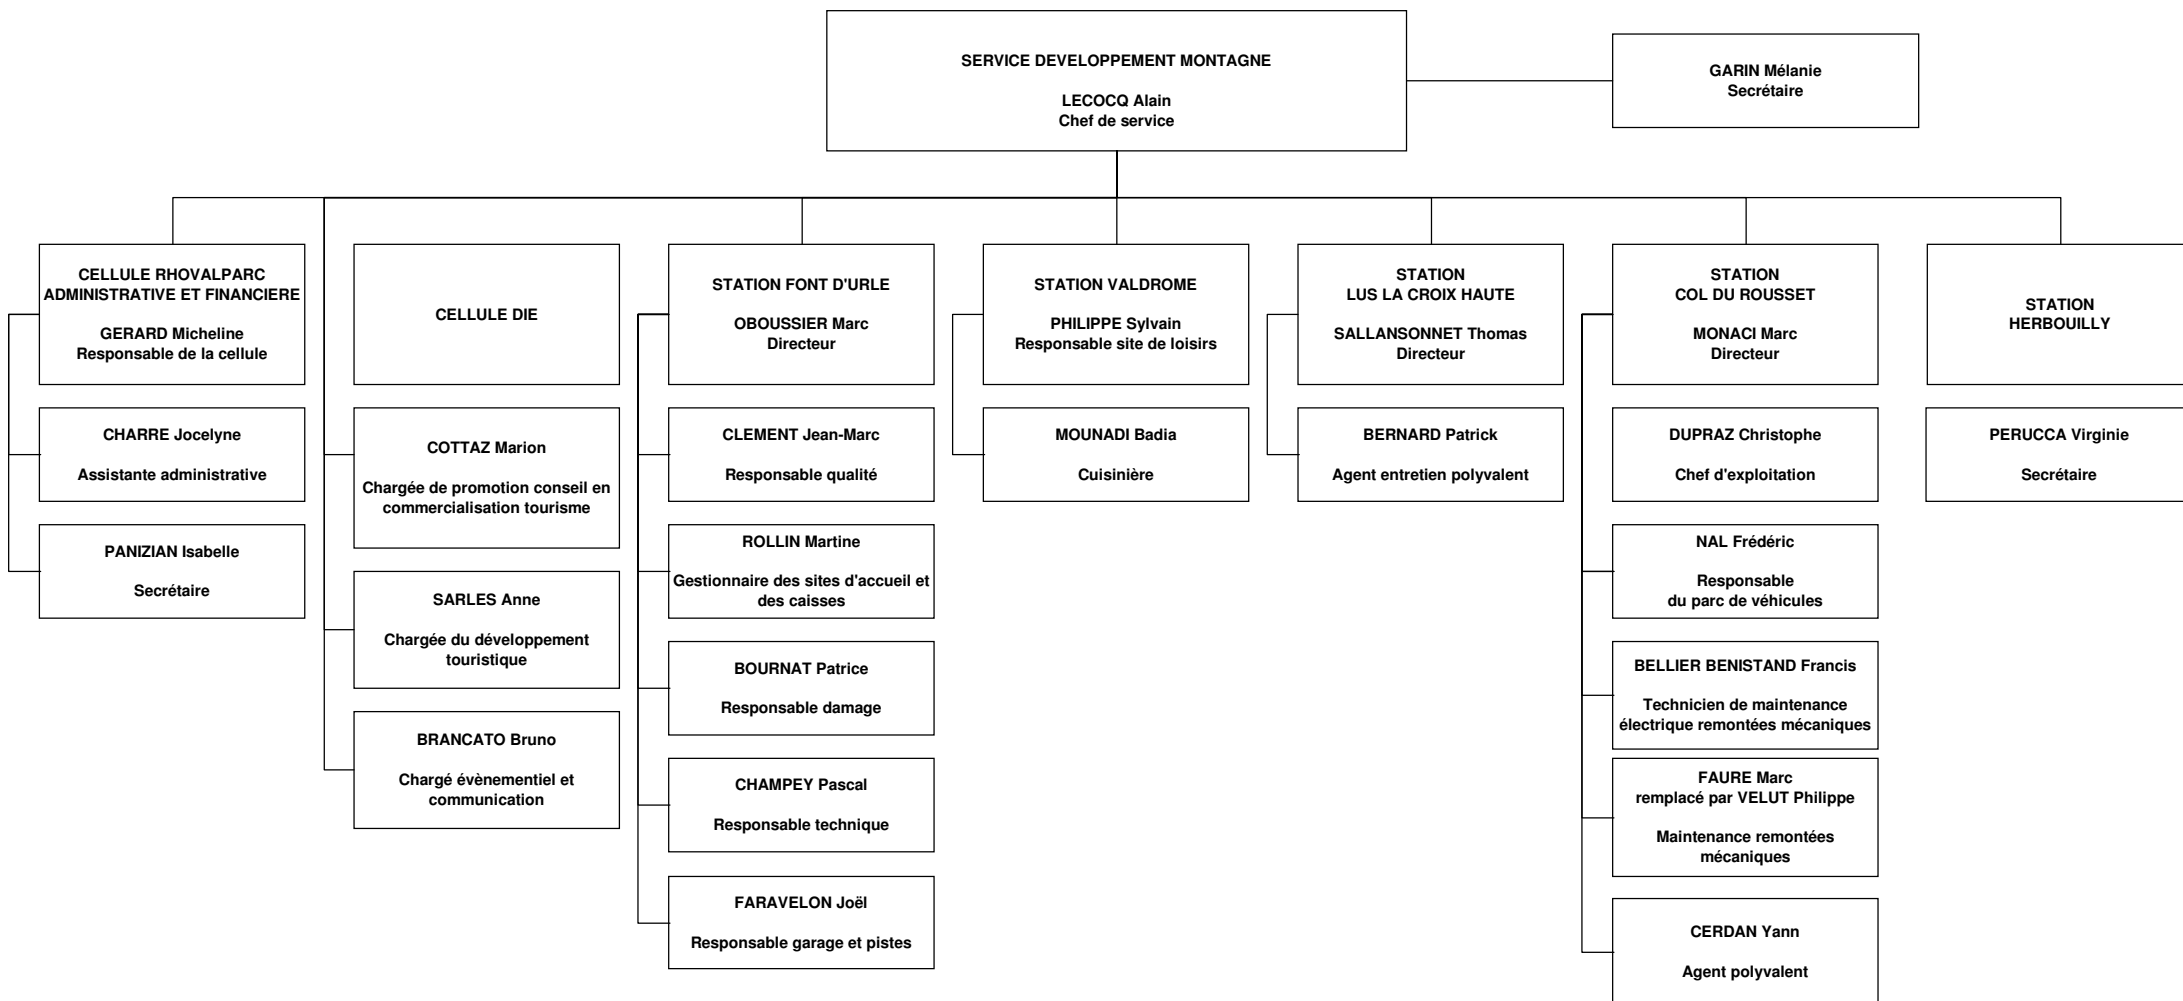 SERVICE DEVELOPPEMENT MONTAGNE
LECOCQ Alain
Chef de service
GARIN Mélanie
Secrétaire
CELLULE RHOVALPARC
ADMINISTRATIVE ET FINANCIERE
GERARD Micheline
Responsable de la cellule
CHARRE Jocelyne
Assistante administrative
PANIZIAN Isabelle
Secrétaire
CELLULE DIE
COTTAZ Marion
Chargée de promotion conseil en
commercialisation tourisme
SARLES Anne
Chargée du développement
touristique
BRANCATO Bruno
Chargé évènementiel et
communication
STATION FONT D'URLE
OBOUSSIER Marc
Directeur
CLEMENT Jean-Marc
Responsable qualité
ROLLIN Martine
Gestionnaire des sites d'accueil et
des caisses
BOURNAT Patrice
Responsable damage
CHAMPEY Pascal
Responsable technique
FARAVELON Joël
Responsable garage et pistes
STATION VALDROME
PHILIPPE Sylvain
Responsable site de loisirs
MOUNADI Badia
Cuisinière
STATION
LUS LA CROIX HAUTE
SALLANSONNET Thomas
Directeur
BERNARD Patrick
Agent entretien polyvalent
STATION
COL DU ROUSSET
MONACI Marc
Directeur
DUPRAZ Christophe
Chef d'exploitation
NAL Frédéric
Responsable
du parc de véhicules
BELLIER BENISTAND Francis
Technicien de maintenance
électrique remontées mécaniques
FAURE Marc
remplacé par VELUT Philippe
Maintenance remontées
mécaniques
CERDAN Yann
Agent polyvalent
STATION
HERBOUILLY
PERUCCA Virginie
Secrétaire